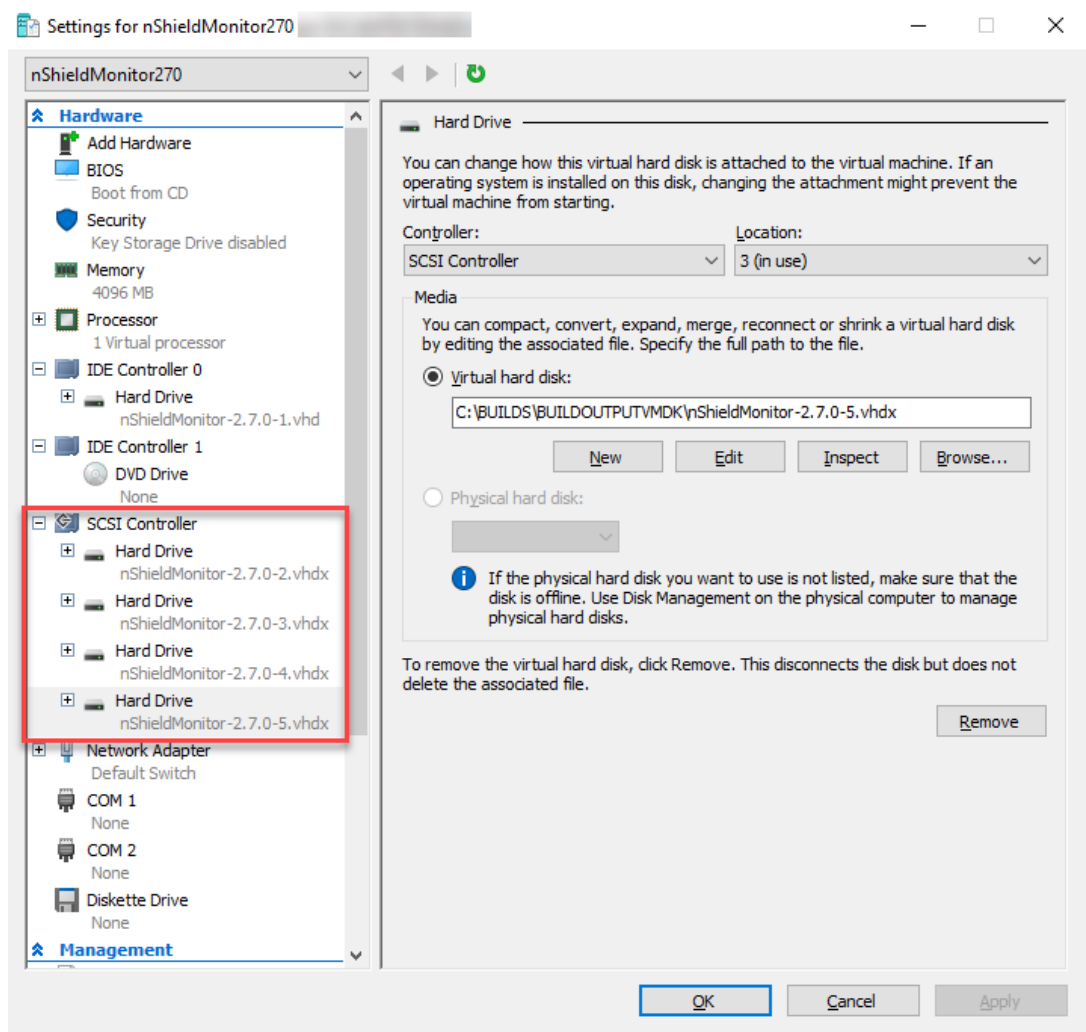 Settings for nShieldMonitor270
nShieldMonitor270
Hardware
Add Hardware
BIOS
Boot from CD
Security
Key Storage Drive disabled
Memory
4096 MB
Processor
1 Virtual processor
IDE Controller 0
Hard Drive
nShieldMonitor-2.7.0-1.vhd
IDE Controller 1
DVD Drive
None
SCSI Controller
Hard Drive
nShieldMonitor-2.7.0-2.vhdx
Hard Drive
nShieldMonitor-2.7.0-3.vhdx
Hard Drive
nShieldMonitor-2.7.0-4.vhdx
Hard Drive
nShieldMonitor-2.7.0-5.vhdx
Network Adapter
Default Switch
COM 1
None
COM 2
None
Diskette Drive
None
Management
Hard Drive
You can change how this virtual hard disk is attached to the virtual machine. If an
operating system is installed on this disk, changing the attachment might prevent the
virtual machine from starting.
Controller:
Location:
SCSI Controller
3 (in use)
Media
You can compact, convert, expand, merge, reconnect or shrink a virtual hard disk
by editing the associated file. Specify the full path to the file.
Virtual hard disk:
C:\BUILDS\BUILDOUTPUTVMDK\nShieldMonitor-2.7.0-5.vhdx
New
Edit
Inspect
Browse...
Physical hard disk:
If the physical hard disk you want to use is not listed, make sure that the
disk is offline. Use Disk Management on the physical computer to manage
physical hard disks.
To remove the virtual hard disk, click Remove. This disconnects the disk but does not
delete the associated file.
Remove
OK
Cancel
Apply